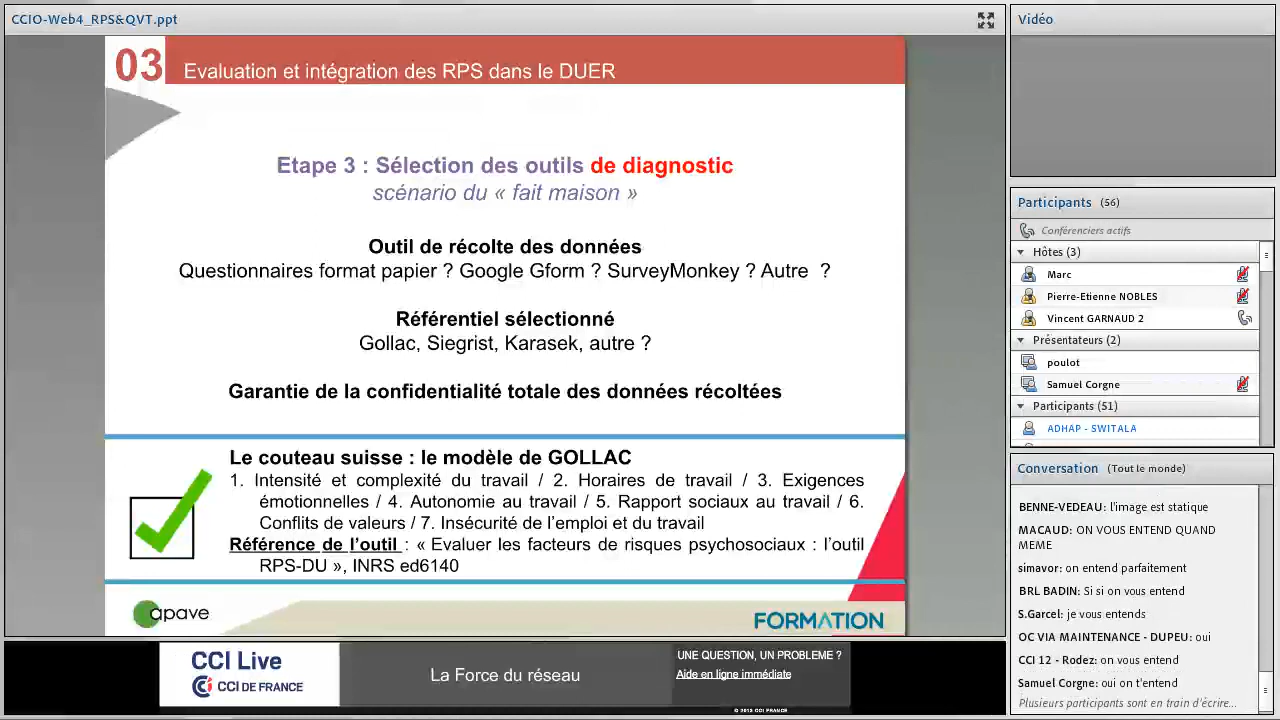 CCIO-Web4_RPS&QVT.ppt
03 Evaluation et intégration des RPS dans le DUER
Etape 3 : Sélection des outils de diagnostic
scénario du « fait maison »
Outil de récolte des données
Questionnaires format papier ? Google Gform ? SurveyMonkey ? Autre ?
Référentiel sélectionné
Gollac, Siegrist, Karasek, autre ?
Garantie de la confidentialité totale des données récoltées
Le couteau suisse : le modèle de GOLLAC
1. Intensité et complexité du travail / 2. Horaires de travail / 3. Exigences
émotionnelles / 4. Autonomie au travail / 5. Rapport sociaux au travail / 6.
Conflits de valeurs / 7. Insécurité de l'emploi et du travail
Référence de l'outil : « Evaluer les facteurs de risques psychosociaux : l'outil
RPS-DU », INRS ed6140
apave
FORMATION
CCI Live
CCI DE FRANCE
La Force du réseau
UNE QUESTION, UN PROBLEME ?
Aide en ligne immédiate
© 2013 CCI FRANCE
Vidéo
Participants (56)
Conférenciers actifs
Hôtes (3)
Marc
Pierre-Etienne NOBLES
Vincent GARNAUD 2
Présentateurs (2)
poulot
Samuel Corgne
Participants (51)
ADHAP - SWITALA
Conversation (Tout le monde)
BENNE-VEDEAU: l'image est statique
MACAUD: ON VOUS ENTEND QUAND
MEME
simavor: on entend parfaitement
BRL BADIN: Si si on vous entend
S.Garcel: je vous entends
OC VIA MAINTENANCE - DUPEU: oui
CCI 12 - Rodez: on vous entend
Samuel Corgne: on vous entend
Plusieurs participants sont en train de saisir...